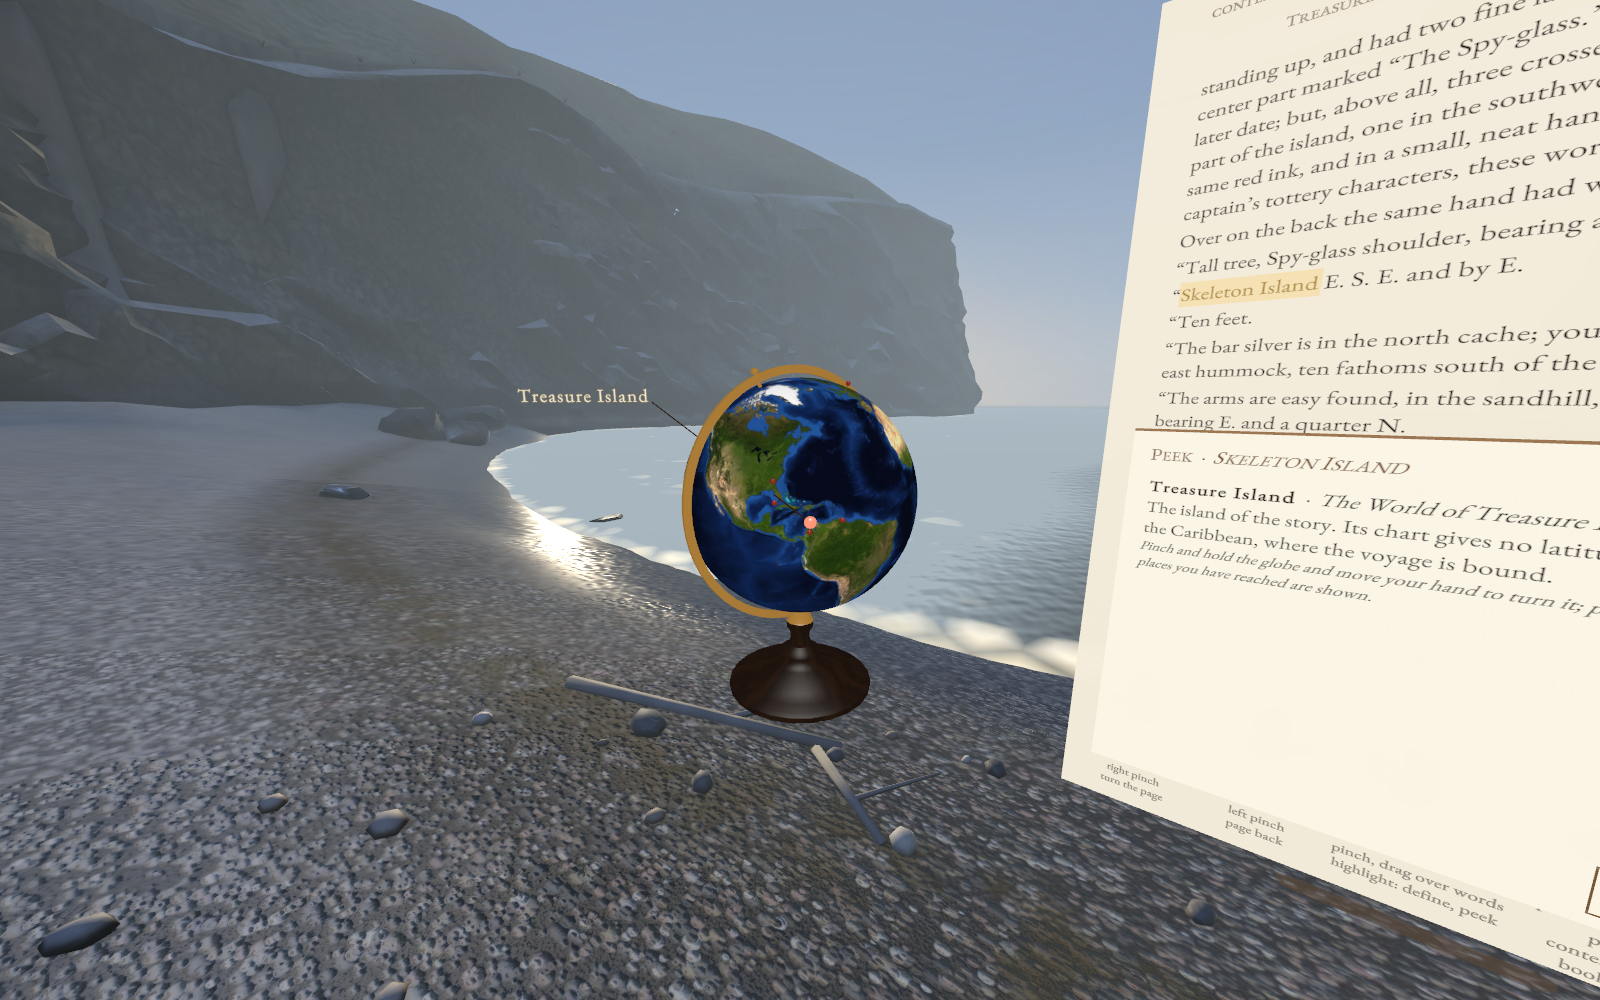 Treasure Island
standing up, and had two fine
center part marked “The Spy-glass.
later date; but, above all, three
part of the island, one in the
same red ink, and in a small, neat
captain’s tottery characters, these
Over on the back the same hand had
“Tall tree, Spy-glass shoulder, bearing
“Skeleton Island E. S. E. and by E.
“Ten feet.
“The bar silver is in the north cache; you
east hummock, ten fathoms south of the
“The arms are easy found, in the sandhill,
bearing E. and a quarter N.
PEEK · SKELETON ISLAND
Treasure Island · The World of Treasure
The island of the story. Its chart gives no
the Caribbean, where the voyage is bound.
Pinch and hold the globe and move your hand to turn it;
places you have reached are shown.
right pinch
turn the page
left pinch
page back
pinch, drag over words
highlight: define, peek